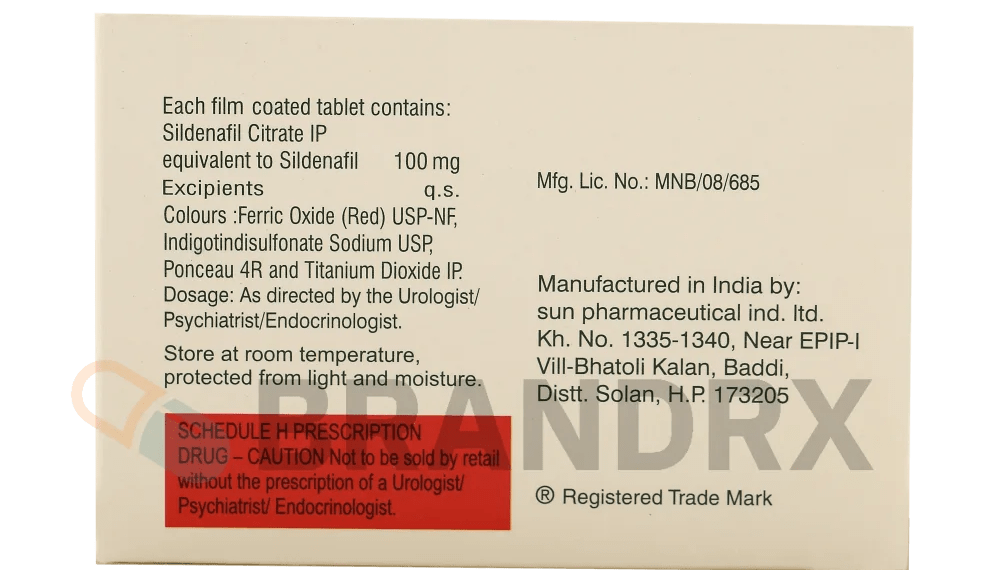 Each film coated tablet contains:
Sildenafil Citrate IP
equivalent to Sildenafil 100 mg
Excipients q.s.
Colours :Ferric Oxide (Red) USP-NF,
Indigotindisulfonate Sodium USP,
Ponceau 4R and Titanium Dioxide IP.
Dosage: As directed by the Urologist/
Psychiatrist/Endocrinologist.
Store at room temperature,
protected from light and moisture.
SCHEDULE H PRESCRIPTION
DRUG – CAUTION Not to be sold by retail
without the prescription of a Urologist/
Psychiatrist/ Endocrinologist.
Mfg. Lic. No.: MNB/08/685
Manufactured in India by:
sun pharmaceutical ind. ltd.
Kh. No. 1335-1340, Near EPIP-I
Vill-Bhatoli Kalan, Baddi,
Distt. Solan, H.P. 173205
® Registered Trade Mark
BRANDRX